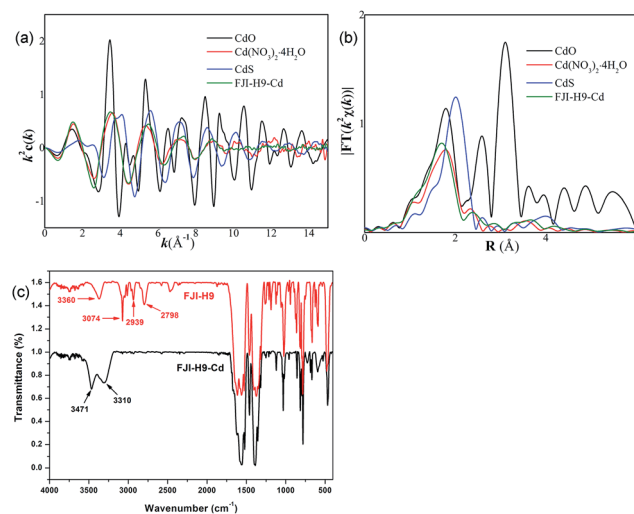 (a)
2
1
0
-1
k²c(k)
CdO
Cd(NO₃)₂·4H₂O
CdS
FJI-H9-Cd
0
2
4
6
8
10
12
14
k(Å⁻¹)
(b)
2
1
0
|FT(k²χ(k))|
CdO
Cd(NO₃)₂·4H₂O
CdS
FJI-H9-Cd
0
2
4
R (Å)
(c)
1.6
1.4
1.2
1.0
0.8
0.6
0.4
0.2
0.0
Transmittance (%)
3360
3074
2939
2798
FJI-H9
FJI-H9-Cd
3471
3310
4000
3500
3000
2500
2000
1500
1000
500
Wavenumber (cm⁻¹)